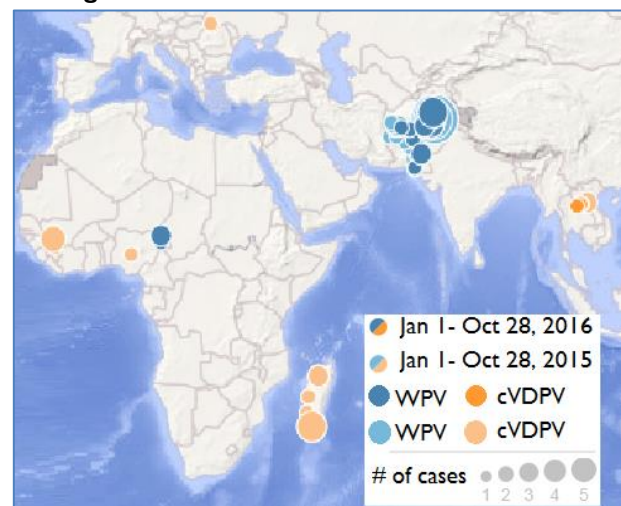 Jan 1- Oct 28, 2016
Jan 1- Oct 28, 2015
WPV cVDPV
WPV cVDPV
# of cases
1 2 3 4 5